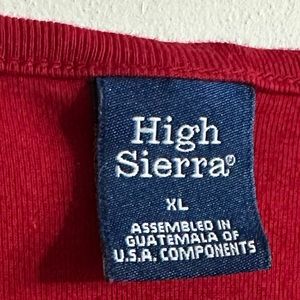 High
Sierra®
XL
ASSEMBLED IN
GUATEMALA OF
U.S.A. COMPONENTS